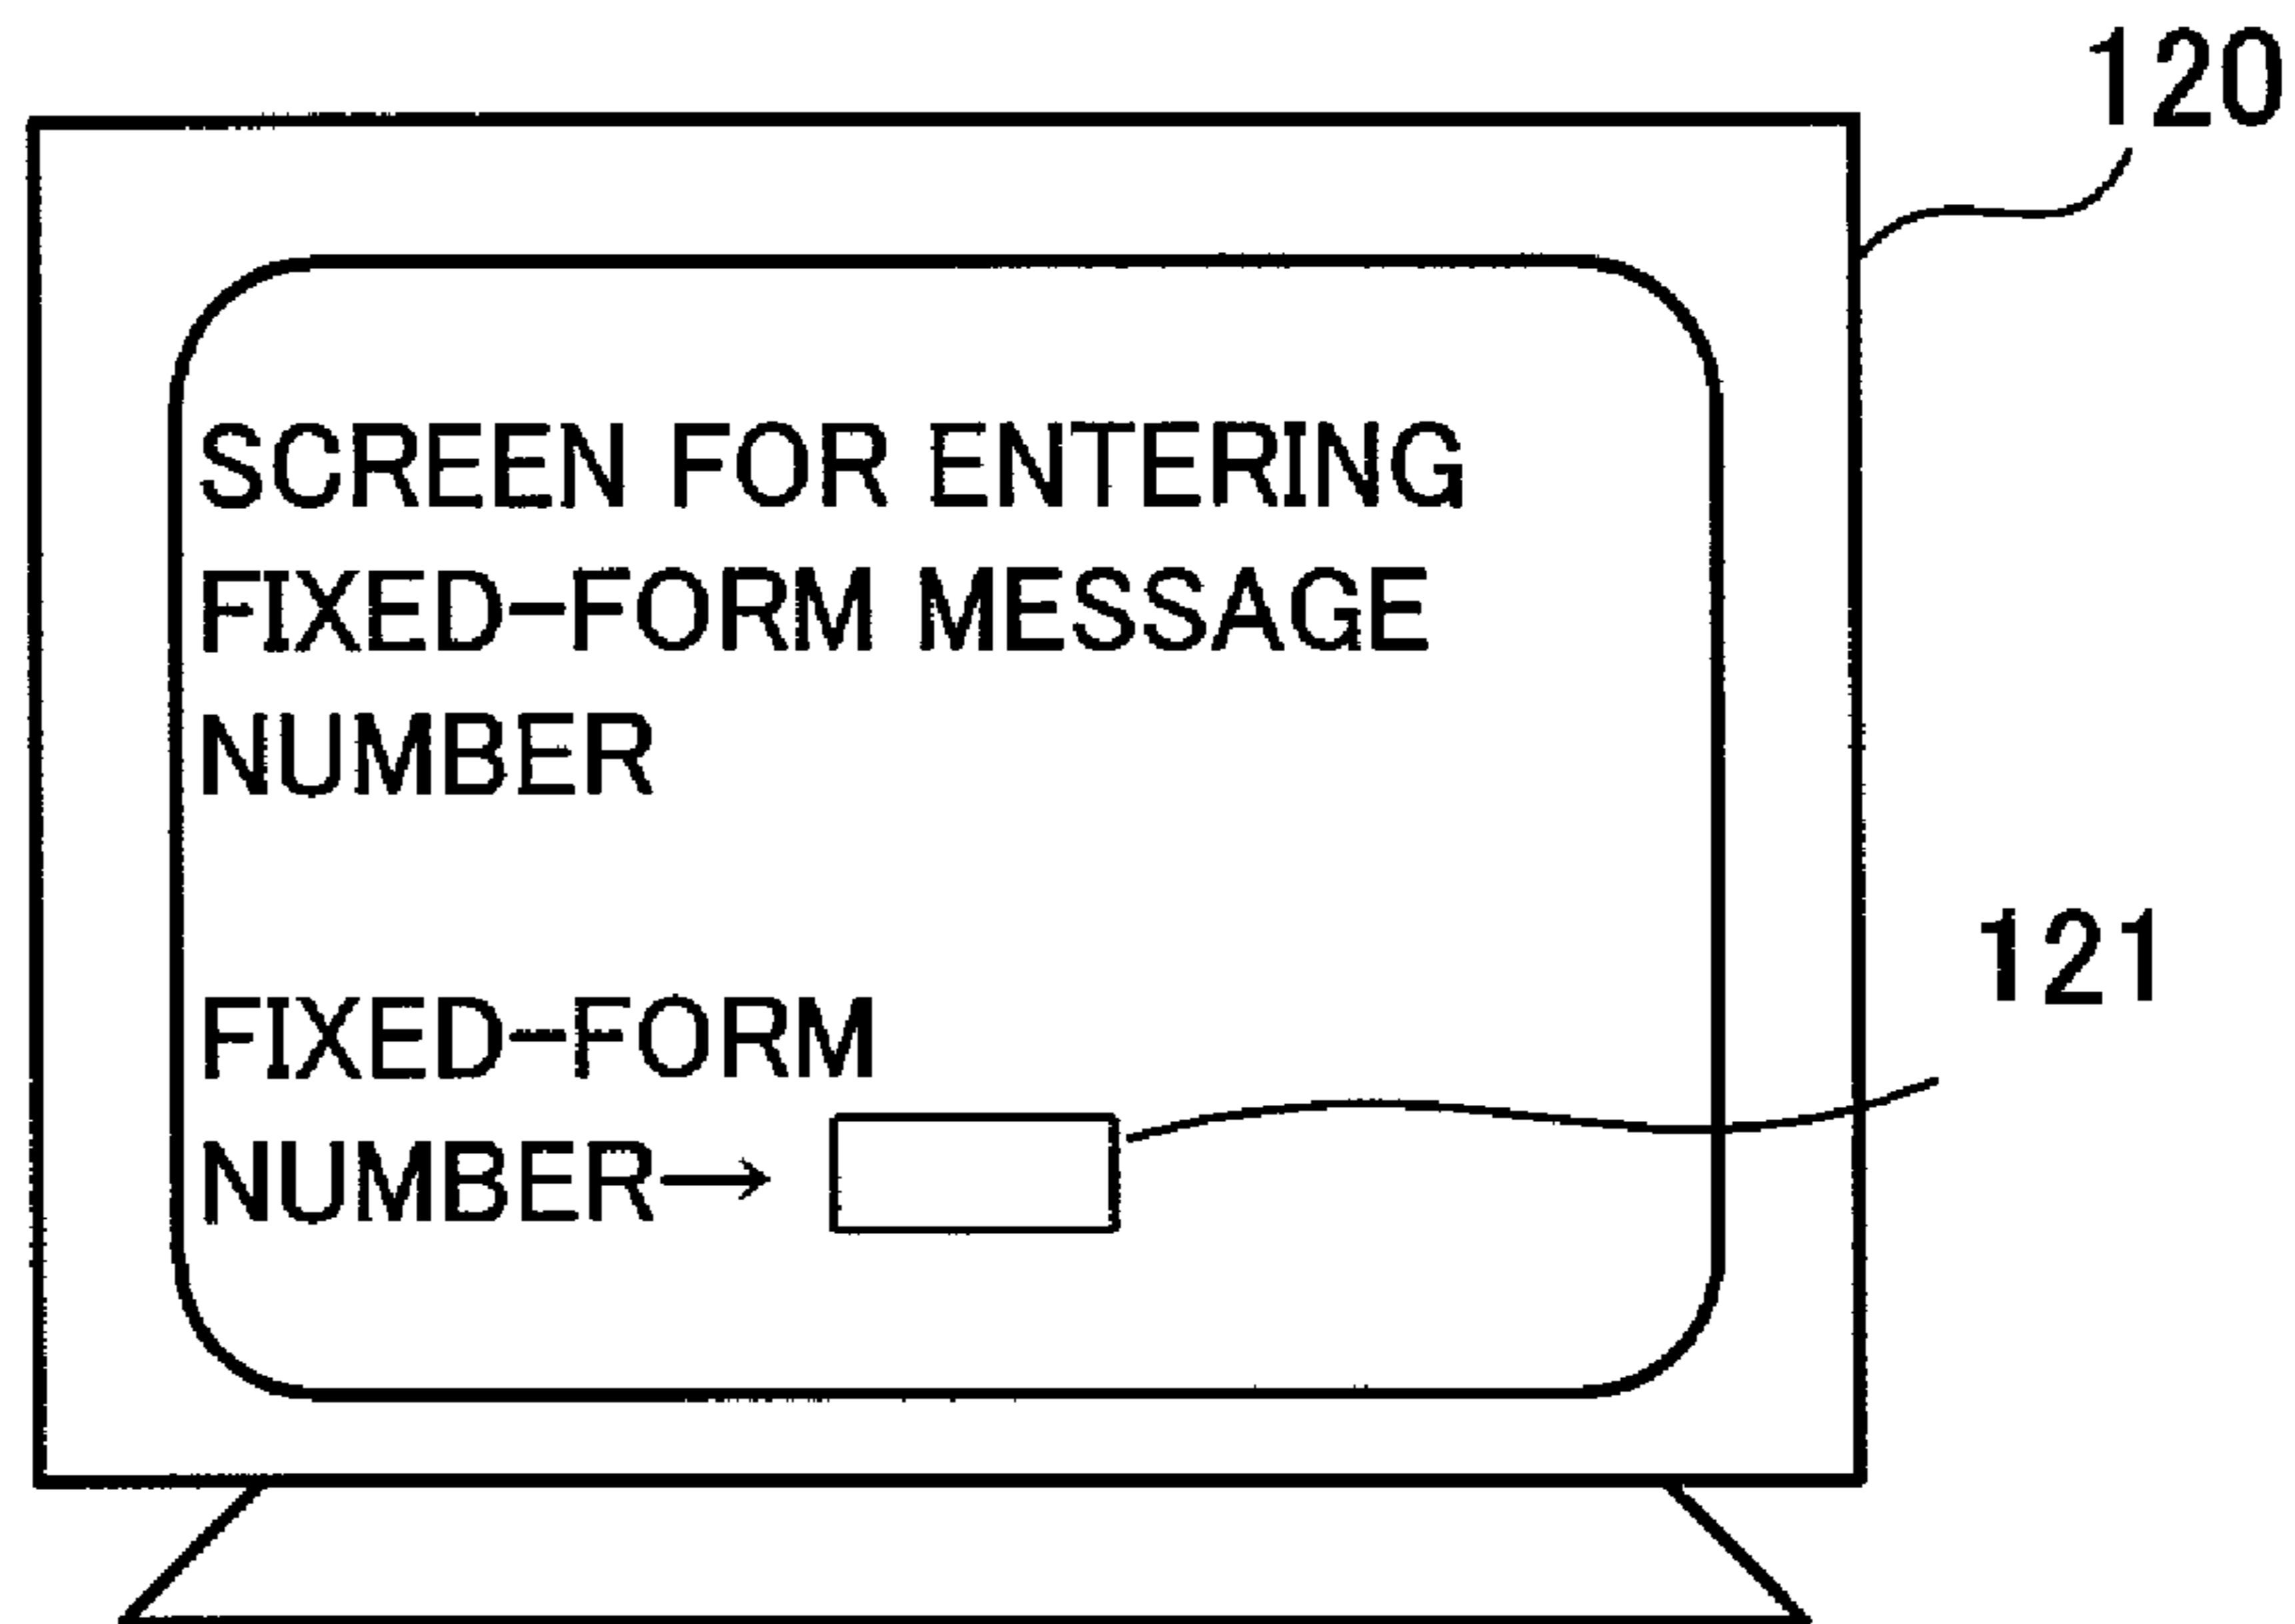 120
SCREEN FOR ENTERING
FIXED-FORM MESSAGE
NUMBER
121
FIXED-FORM
NUMBER→